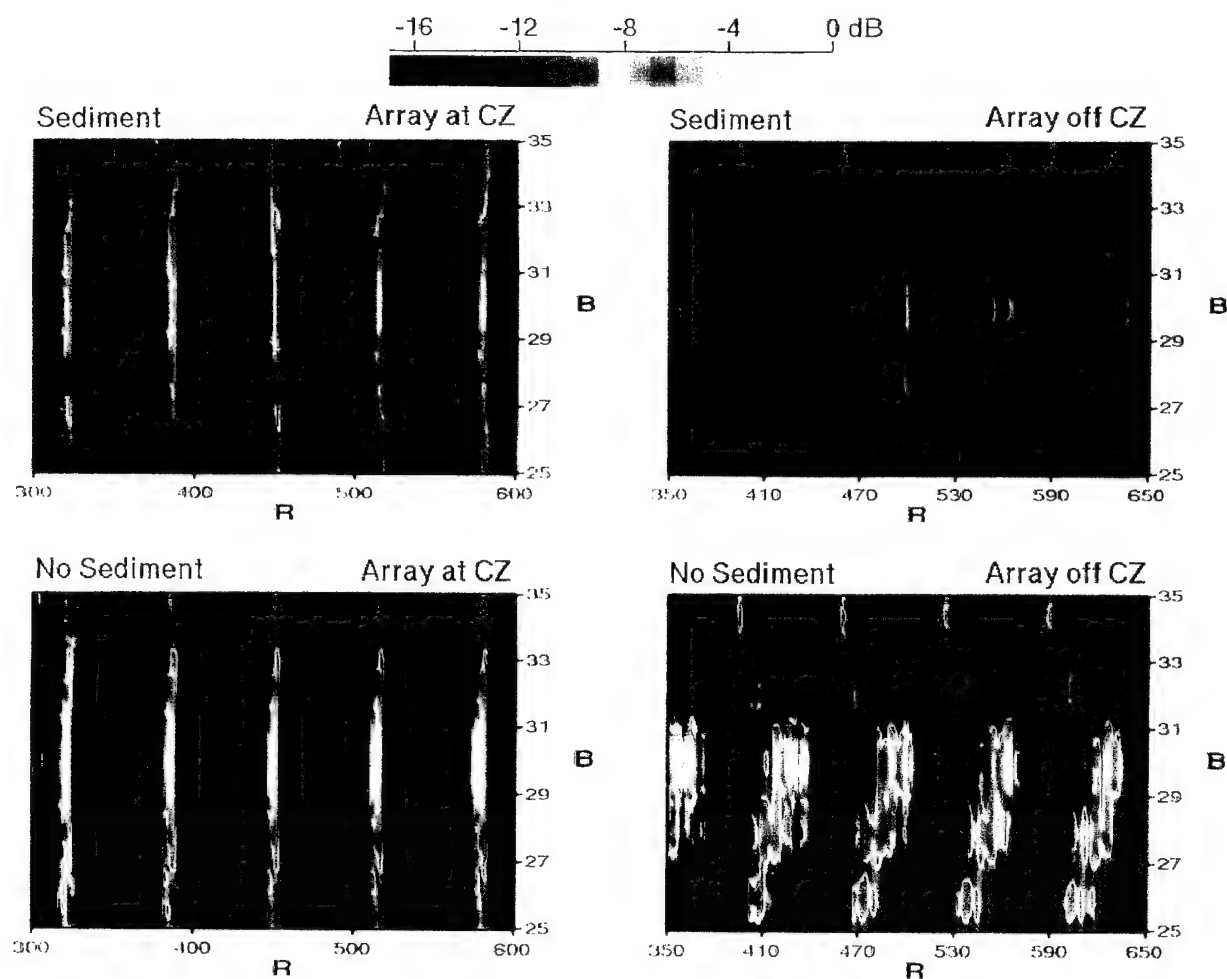 -16 -12 -8 -4 0 dB
Sediment Array at CZ
35
33
31
B
29
27
25
300 400 500 600
R
Sediment Array off CZ
35
33
31
B
29
27
25
350 410 470 530 590 650
R
No Sediment Array at CZ
35
33
31
B
29
27
25
300 400 500 600
R
No Sediment Array off CZ
35
33
31
B
29
27
25
350 410 470 530 590 650
R